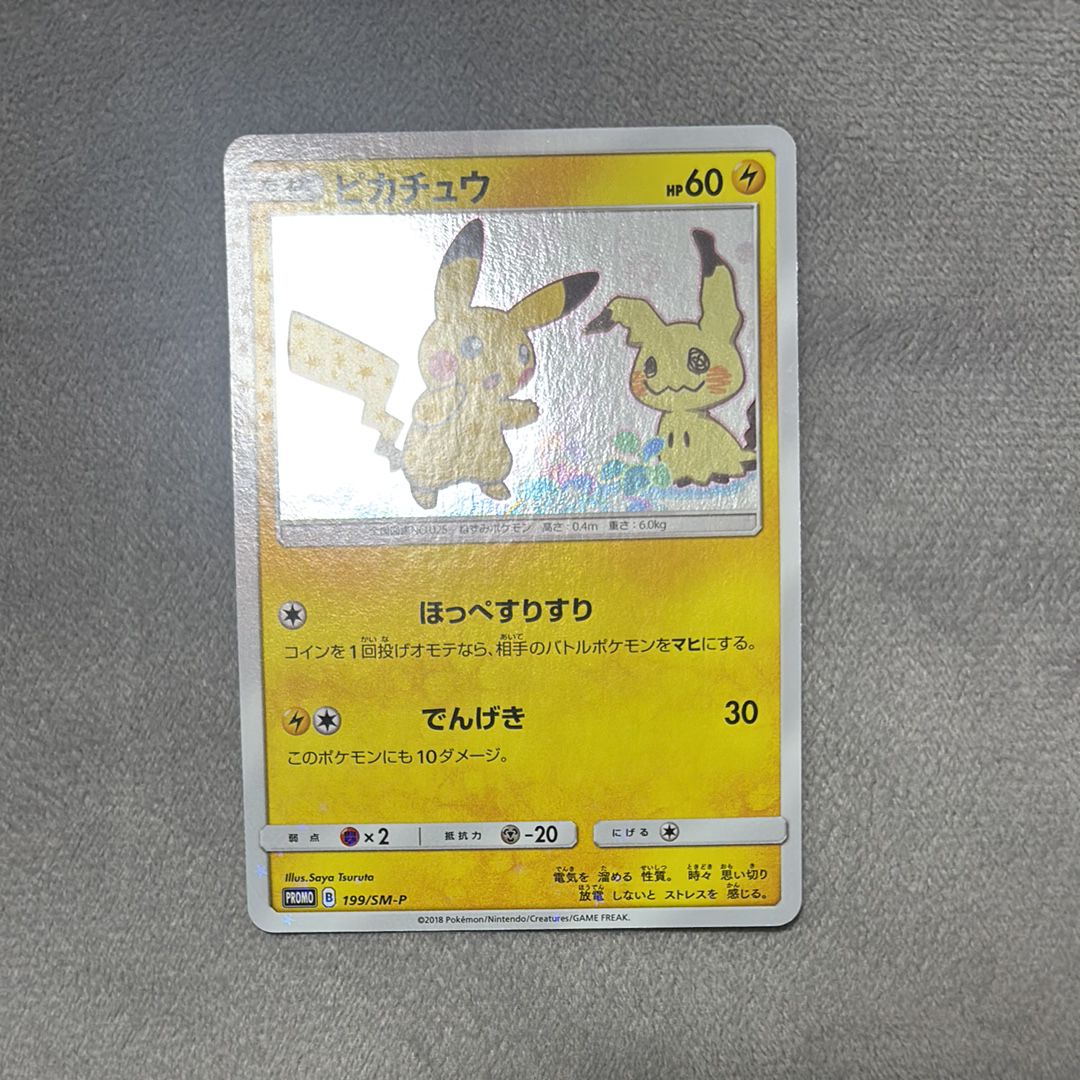 たね ピカチュウ HP60
全国図鑑NO.025 ねずみポケモン 高さ:0.4m 重さ:6.0kg
ほっぺすりすり
コインを1回投げオモテなら、相手のバトルポケモンをマヒにする。
でんげき 30
このポケモンにも10ダメージ。
弱点 ×2 抵抗力 -20 にげる
Illus.Saya Tsuruta
電気を 溜める 性質。 時々 思い切り
放電 しないと ストレスを 感じる。
PROMO B 199/SM-P
©2018 Pokémon/Nintendo/Creatures/GAME FREAK.